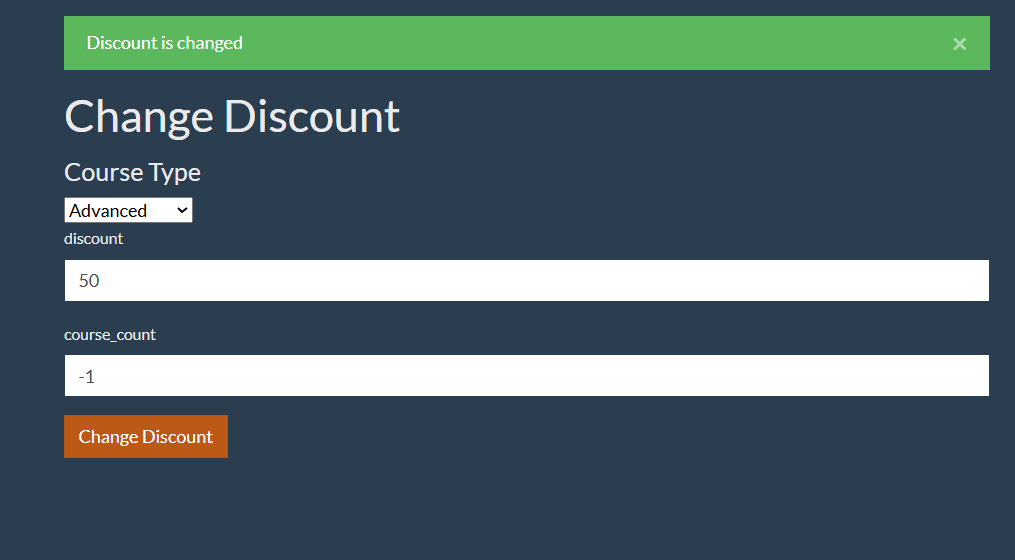 Discount is changed ×
Change Discount
Course Type
Advanced
discount
50
course_count
-1
Change Discount